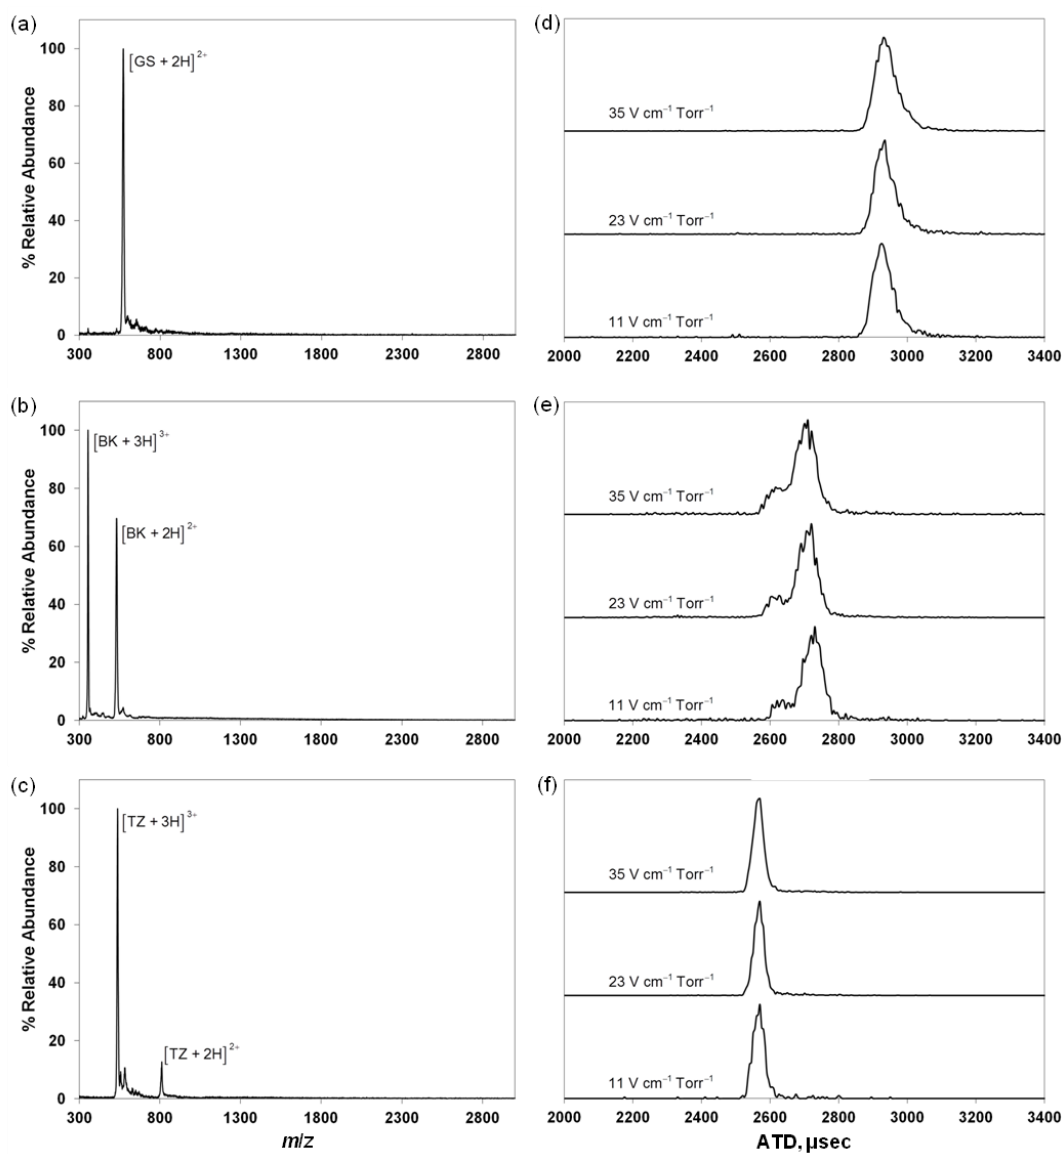 (a)
% Relative Abundance
100
80
60
40
20
0
[GS + 2H]²⁺
300 800 1300 1800 2300 2800
(d)
35 V cm⁻¹ Torr⁻¹
23 V cm⁻¹ Torr⁻¹
11 V cm⁻¹ Torr⁻¹
2000 2200 2400 2600 2800 3000 3200 3400
(b)
% Relative Abundance
100
80
60
40
20
0
[BK + 3H]³⁺
[BK + 2H]²⁺
300 800 1300 1800 2300 2800
(e)
35 V cm⁻¹ Torr⁻¹
23 V cm⁻¹ Torr⁻¹
11 V cm⁻¹ Torr⁻¹
2000 2200 2400 2600 2800 3000 3200 3400
(c)
% Relative Abundance
100
80
60
40
20
0
[TZ + 3H]³⁺
[TZ + 2H]²⁺
300 800 1300 1800 2300 2800
m/z
(f)
35 V cm⁻¹ Torr⁻¹
23 V cm⁻¹ Torr⁻¹
11 V cm⁻¹ Torr⁻¹
2000 2200 2400 2600 2800 3000 3200 3400
ATD, µsec